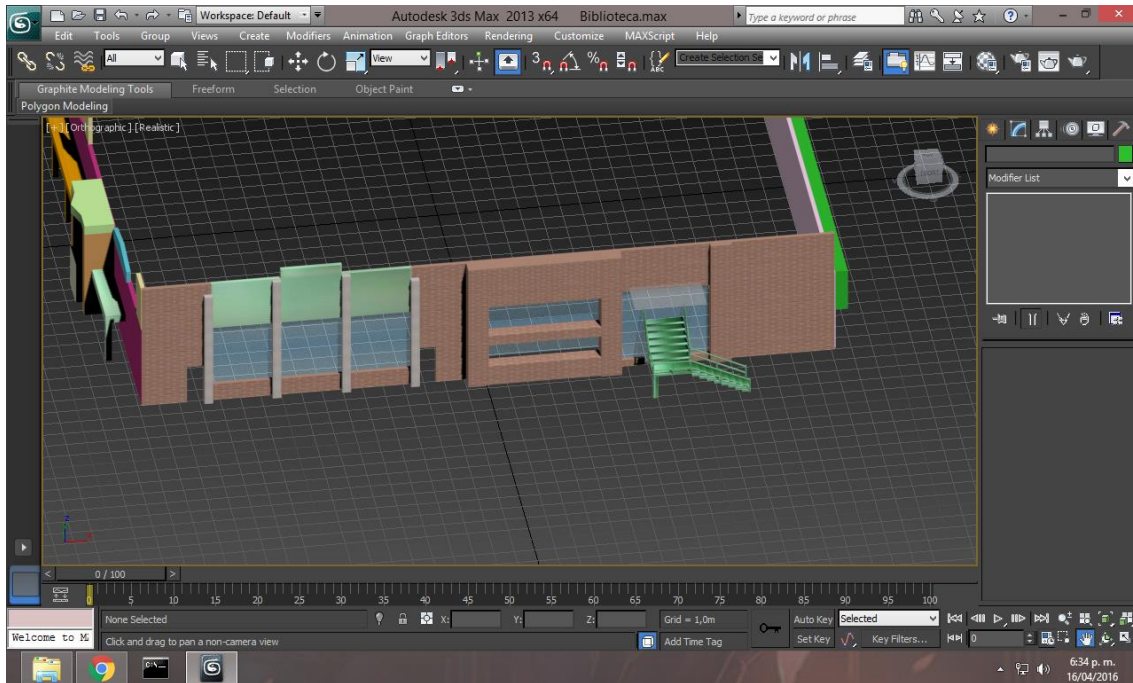 Workspace: Default
Autodesk 3ds Max 2013 x64 Biblioteca.max
Type a keyword or phrase
Edit Tools Group Views Create Modifiers Animation Graph Editors Rendering Customize MAXScript Help
All
View
Create Selection Se
Graphite Modeling Tools Freeform Selection Object Paint
Polygon Modeling
[+] [Orthographic] [Realistic]
Modifier List
z
x
0 / 100
0 5 10 15 20 25 30 35 40 45 50 55 60 65 70 75 80 85 90 95 100
None Selected X: Y: Z: Grid = 1,0m Auto Key Selected
Welcome to M Click and drag to pan a non-camera view Add Time Tag Set Key Key Filters... 0
6:34 p. m.
16/04/2016